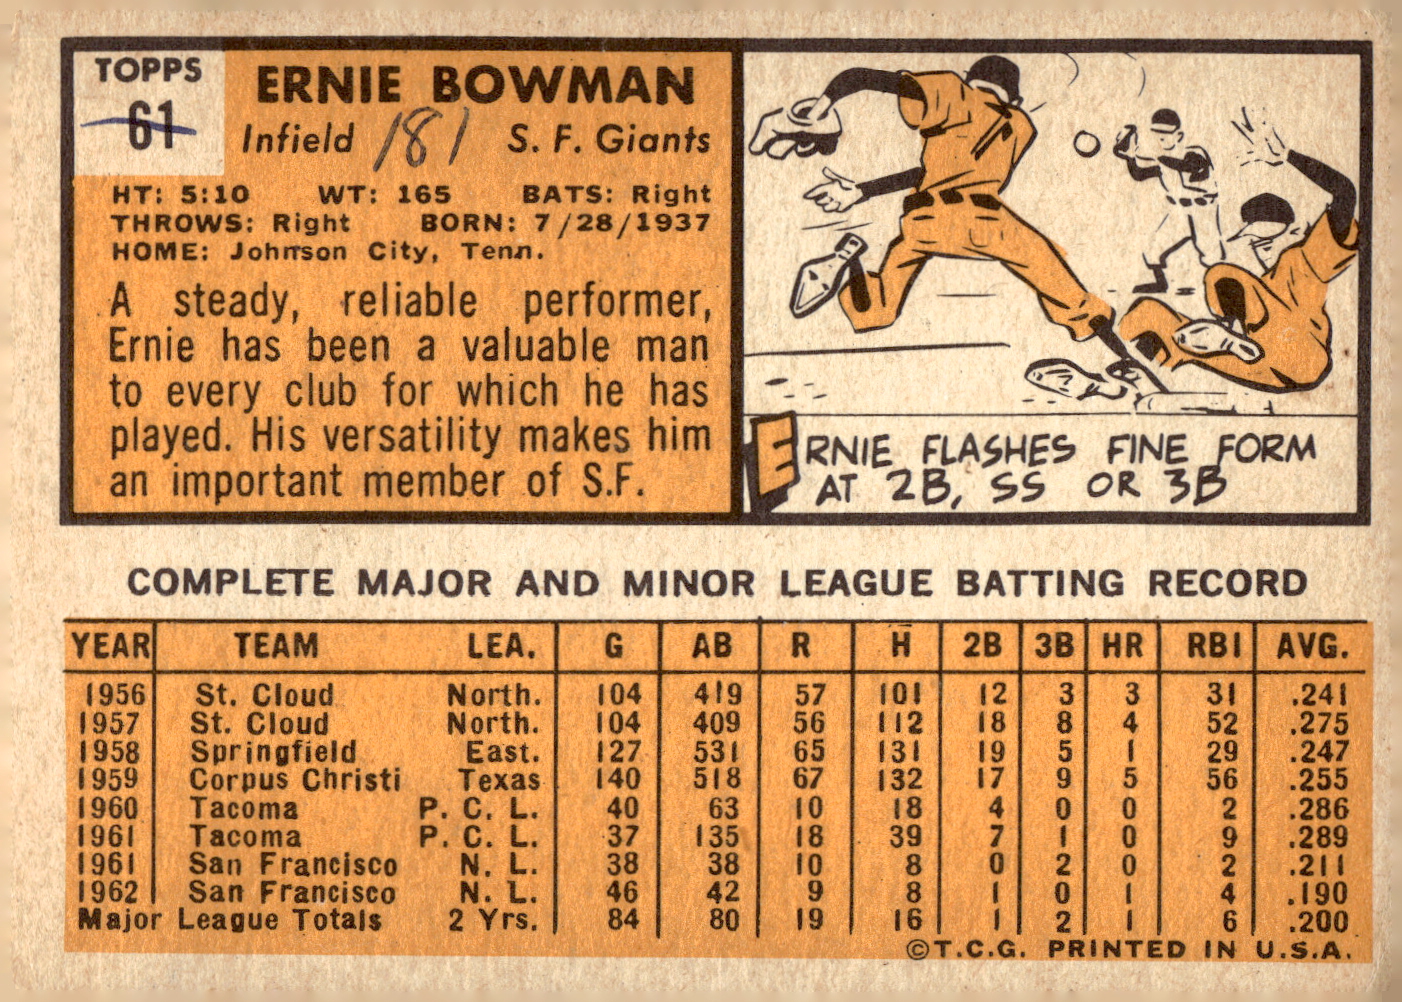 TOPPS
61
ERNIE BOWMAN
Infield 181 S. F. Giants
HT: 5:10 WT: 165 BATS: Right
THROWS: Right BORN: 7/28/1937
HOME: Johnson City, Tenn.
A steady, reliable performer,
Ernie has been a valuable man
to every club for which he has
played. His versatility makes him
an important member of S.F.
ERNIE FLASHES FINE FORM
AT 2B, SS OR 3B
COMPLETE MAJOR AND MINOR LEAGUE BATTING RECORD
YEAR TEAM LEA. G AB R H 2B 3B HR RBI AVG.
1956 St. Cloud North. 104 419 57 101 12 3 3 31 .241
1957 St. Cloud North. 104 409 56 112 18 8 4 52 .275
1958 Springfield East. 127 531 65 131 19 5 1 29 .247
1959 Corpus Christi Texas 140 518 67 132 17 9 5 56 .255
1960 Tacoma P. C. L. 40 63 10 18 4 0 0 2 .286
1961 Tacoma P. C. L. 37 135 18 39 7 1 0 9 .289
1961 San Francisco N. L. 38 38 10 8 0 2 0 2 .211
1962 San Francisco N. L. 46 42 9 8 1 0 1 4 .190
Major League Totals 2 Yrs. 84 80 19 16 1 2 1 6 .200
©T.C.G. PRINTED IN U.S.A.